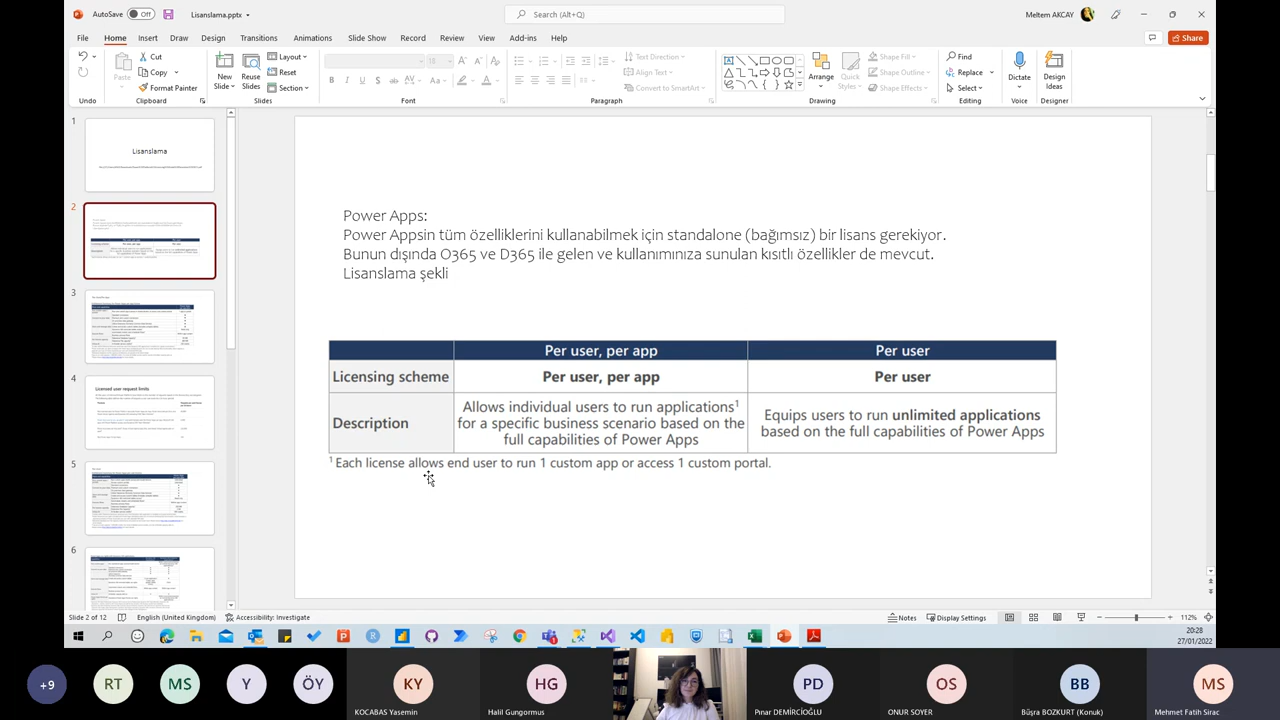 AutoSave Off
Lisanslama.pptx
Search (Alt+Q)
Meltem AKCAY
File Home Insert Draw Design Transitions Animations Slide Show Record Review View Add-ins Help
Share
Paste
Cut
Copy
Format Painter
New Slide
Reuse Slides
Layout
Reset
Section
Text Direction
Align Text
Convert to SmartArt
Arrange
Quick Styles
Shape Fill
Shape Outline
Shape Effects
Find
Replace
Select
Dictate
Design Ideas
Undo Clipboard Slides Font Paragraph Drawing Editing Voice Designer
1
Lisanslama
2
3
4
Licensed user request limits
5
6
Power Apps:
Power Appsin tüm özelliklerini kullanabilmek için standalone (bağımsız) bir lisans gerekiyor.
Bunun dışında O365 ve D365 ile gelen ve kullanımınıza sunulan kısıtlı özellikler de mevcut.
Lisanslama şekli
Per user, per app Per user
Licensing scheme Per user, per app Per user
Description
Allows individual users to run applications1
for a specific business scenario based on the
full capabilities of Power Apps
Equips users to run unlimited applications
based on the full capabilities of Power Apps
1 Each license allows end user to run 1 custom app or access 1 custom portal.
Slide 2 of 12 English (United Kingdom) Accessibility: Investigate
Notes Display Settings 112%
20:28
27/01/2022
+9 RT MS Y ÖY KY HG PD OS BB MS
KOCABAS Yasemin Halil Gungormus Pınar DEMİRCİOĞLU ONUR SOYER Büşra BOZKURT (Konuk) Mehmet Fatih Sirac